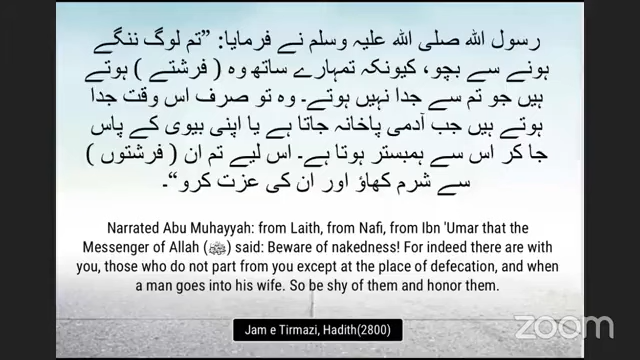 رسول اللہ صلی اللہ علیہ وسلم نے فرمایا: ”تم لوگ ننگے
ہونے سے بچو، کیونکہ تمہارے ساتھ وہ ( فرشتے ) ہوتے
ہیں جو تم سے جدا نہیں ہوتے۔ وہ تو صرف اس وقت جدا
ہوتے ہیں جب آدمی پاخانہ جاتا ہے یا اپنی بیوی کے پاس
جا کر اس سے ہمبستر ہوتا ہے۔ اس لیے تم ان ( فرشتوں )
سے شرم کھاؤ اور ان کی عزت کرو“۔
Narrated Abu Muhayyah: from Laith, from Nafi, from Ibn 'Umar that the
Messenger of Allah (ﷺ) said: Beware of nakedness! For indeed there are with
you, those who do not part from you except at the place of defecation, and when
a man goes into his wife. So be shy of them and honor them.
Jam e Tirmazi, Hadith(2800)
zoom